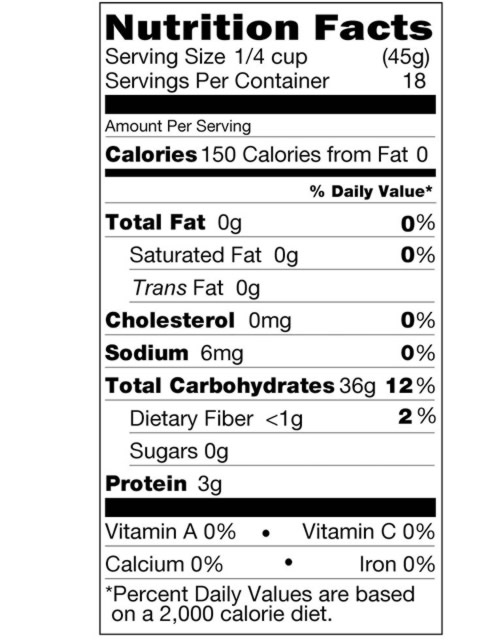 Nutrition Facts
Serving Size 1/4 cup (45g)
Servings Per Container 18
Amount Per Serving
Calories 150 Calories from Fat 0
% Daily Value*
Total Fat 0g 0%
Saturated Fat 0g 0%
Trans Fat 0g
Cholesterol 0mg 0%
Sodium 6mg 0%
Total Carbohydrates 36g 12%
Dietary Fiber <1g 2%
Sugars 0g
Protein 3g
Vitamin A 0% • Vitamin C 0%
Calcium 0% • Iron 0%
*Percent Daily Values are based
on a 2,000 calorie diet.